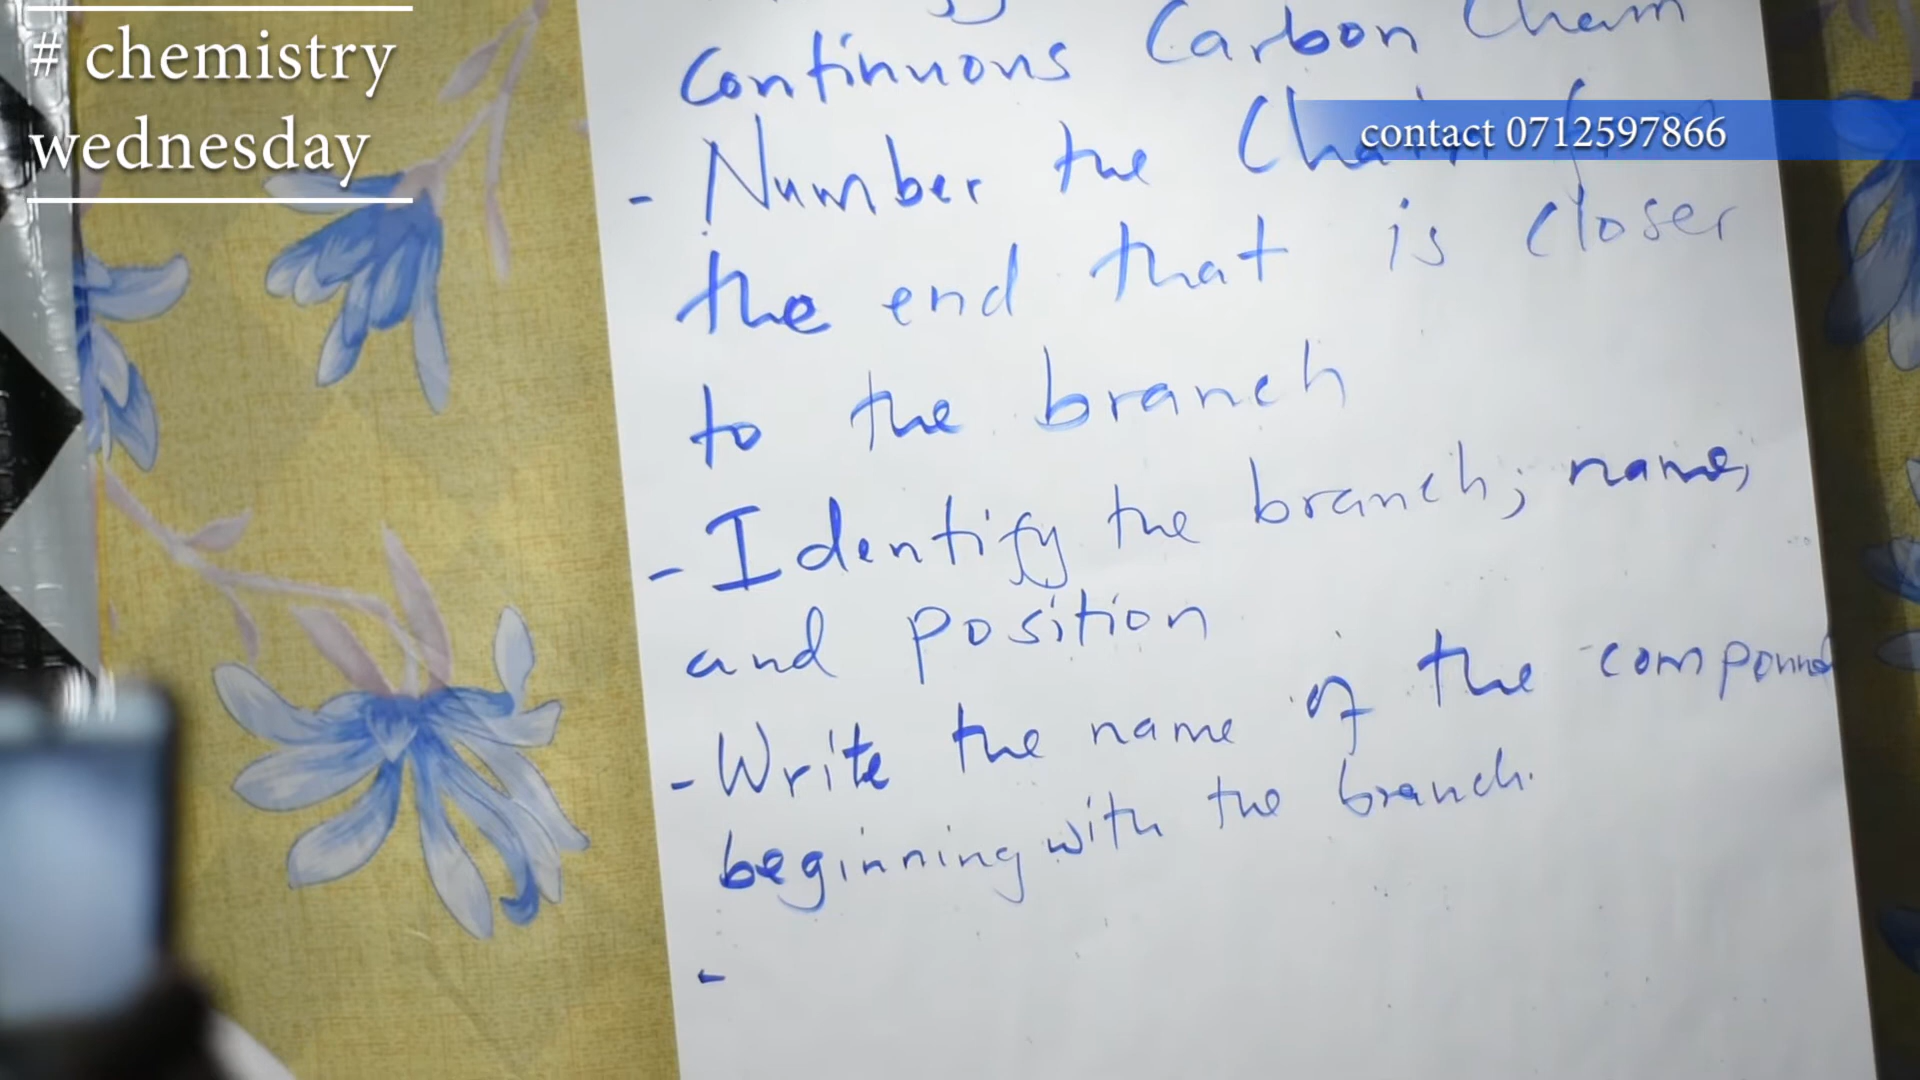 # chemistry
wednesday
contact 0712597866
Continuous Carbon Chain
- Number the Chain
the end that is closer
to the branch
- Identify the branch; name,
and position
- Write the name of the compound
beginning with the branch.
-